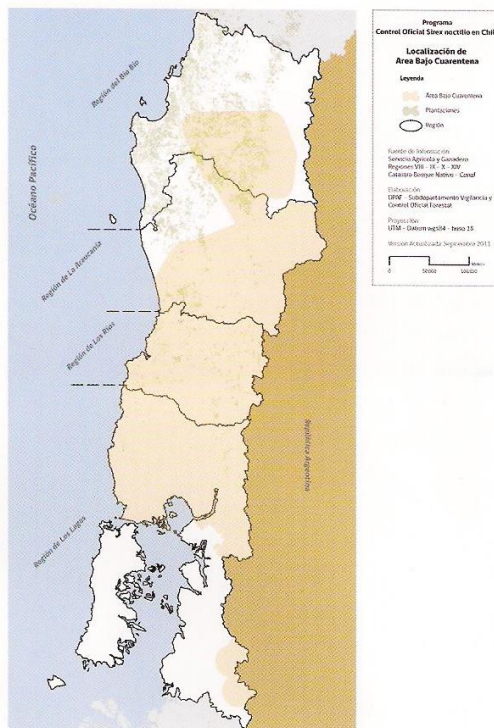 Programa
Control Oficial Sirex noctilio en Chil
Localización de
Area Bajo Cuarentena
Leyenda
Área Bajo Cuarentena
Plantaciones
Región
Fuente de Información
Servicio Agrícola y Ganadero
Regiones VIII - IX - X - XIV
Catastro Bosque Nativo - Conaf
Elaboración
Subdepartamento Vigilancia y
Control Oficial Forestal
Proyección
UTM - Datum wgs84 - huso 18
Versión Actualizada Septiembre 2011
0 50000 100000
Región del Bío Bío
Océano Pacífico
Región de La Araucanía
Región de Los Ríos
República Argentina
Región de Los Lagos